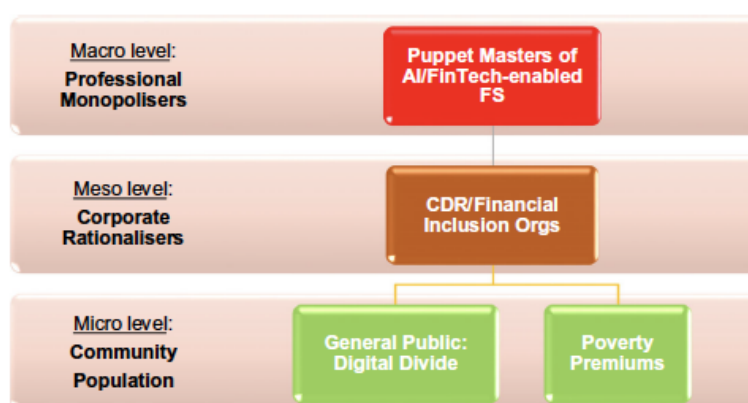 Macro level:
Professional
Monopolisers
Puppet Masters of
AI/FinTech-enabled
FS
Meso level:
Corporate
Rationalisers
CDR/Financial
Inclusion Orgs
Micro level:
Community
Population
General Public:
Digital Divide
Poverty
Premiums